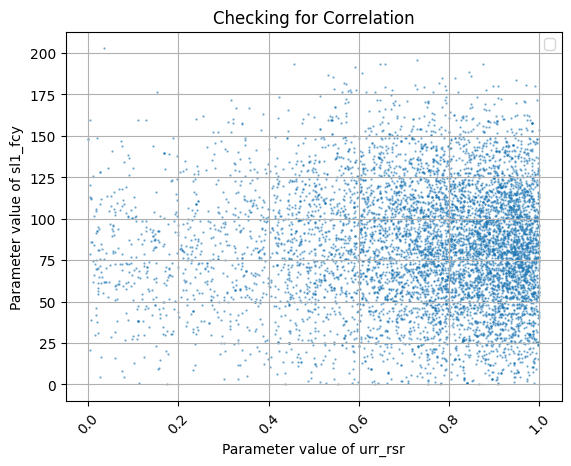 Checking for Correlation
Parameter value of sl1_fcy
200
175
150
125
100
75
50
25
0
0.0 0.2 0.4 0.6 0.8 1.0
Parameter value of urr_rsr